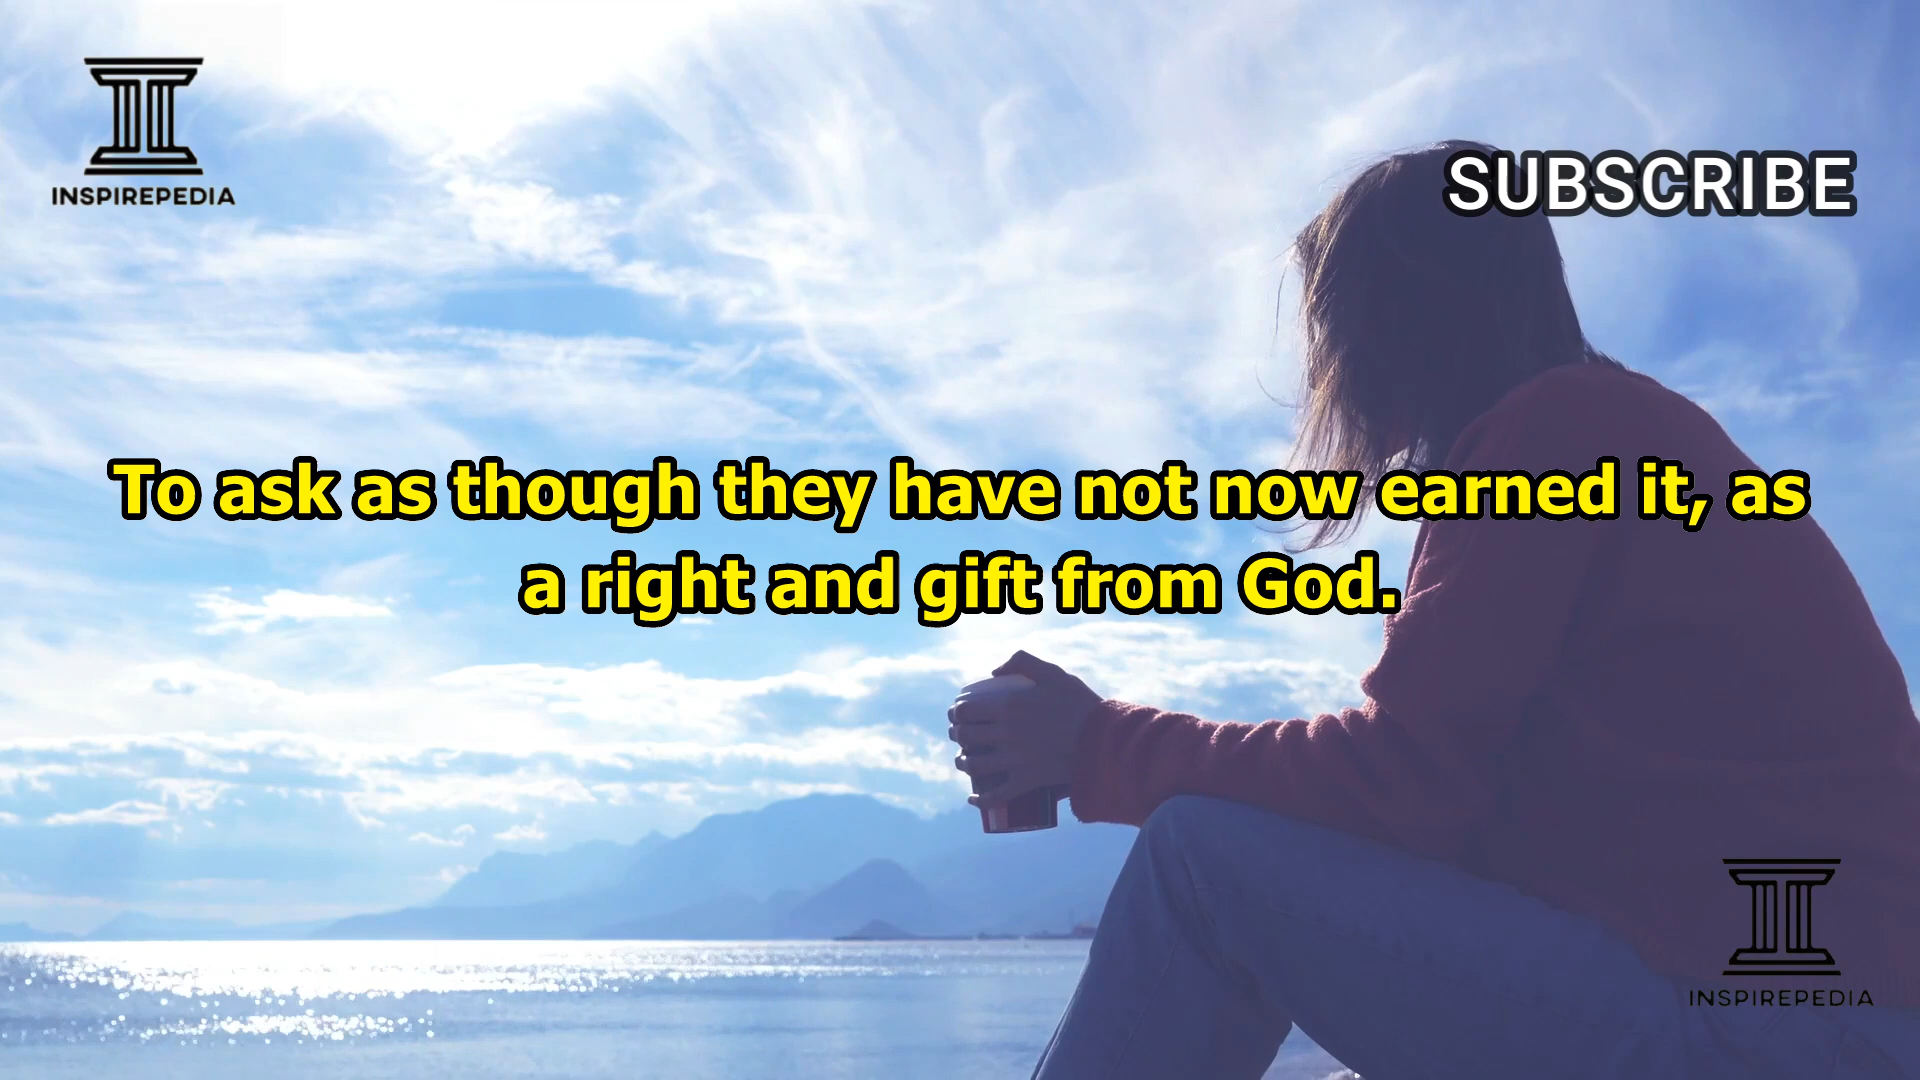 INSPIREPEDIA
SUBSCRIBE
To ask as though they have not now earned it, as
a right and gift from God.
INSPIREPEDIA